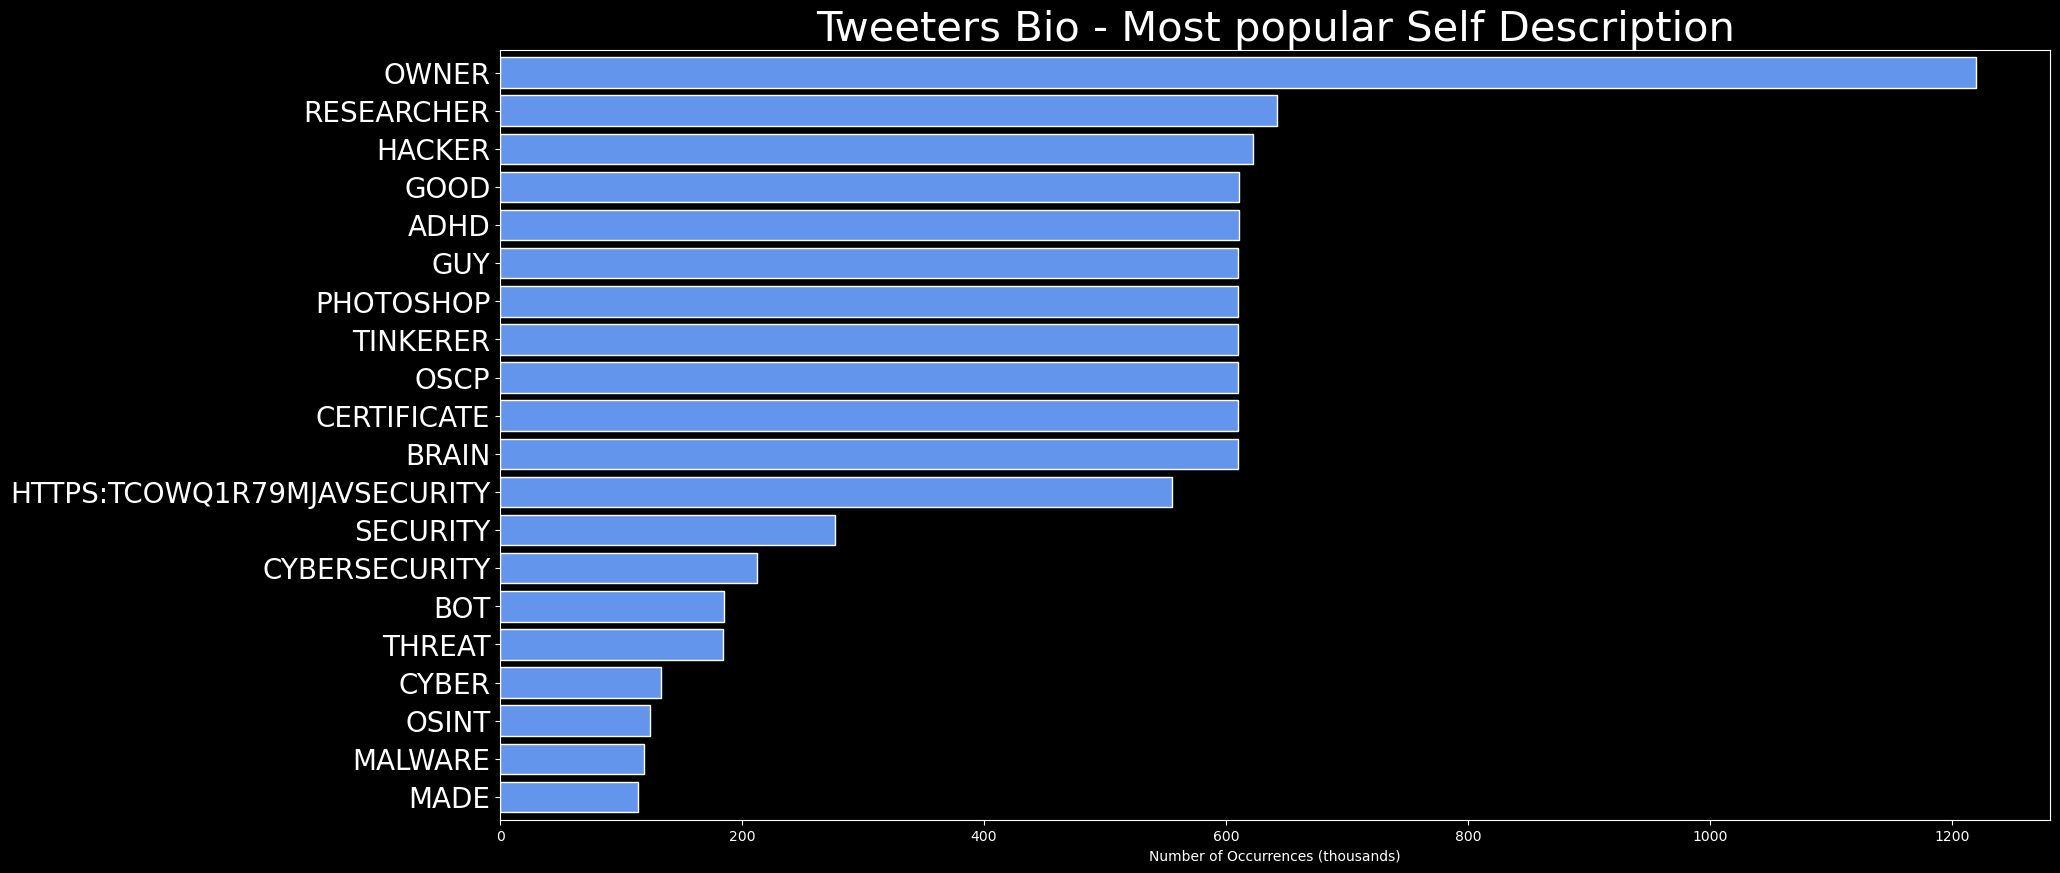 Tweeters Bio - Most popular Self Description
OWNER
RESEARCHER
HACKER
GOOD
ADHD
GUY
PHOTOSHOP
TINKERER
OSCP
CERTIFICATE
BRAIN
HTTPS:TCOWQ1R79MJAVSECURITY
SECURITY
CYBERSECURITY
BOT
THREAT
CYBER
OSINT
MALWARE
MADE
0 200 400 600 800 1000 1200
Number of Occurrences (thousands)